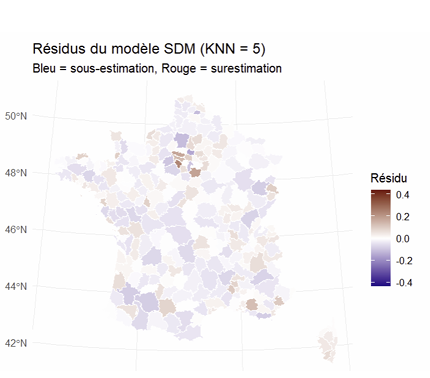 Résidus du modèle SDM (KNN = 5)
Bleu = sous-estimation, Rouge = surestimation
50°N
48°N
46°N
44°N
42°N
Résidu
0.4
0.2
0.0
-0.2
-0.4